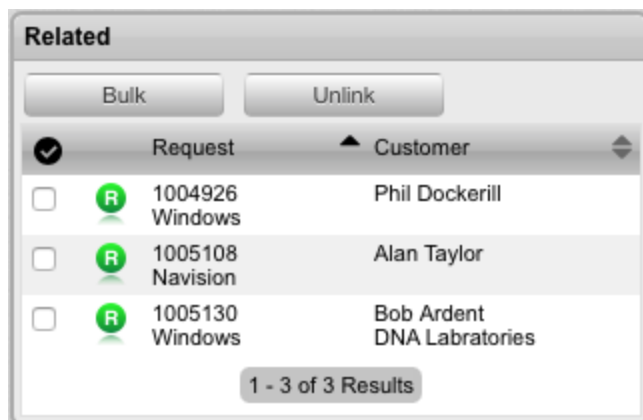 Related
Bulk Unlink
Request Customer
R 1004926 Phil Dockerill
Windows
R 1005108 Alan Taylor
Navision
R 1005130 Bob Ardent
Windows DNA Labratories
1 - 3 of 3 Results